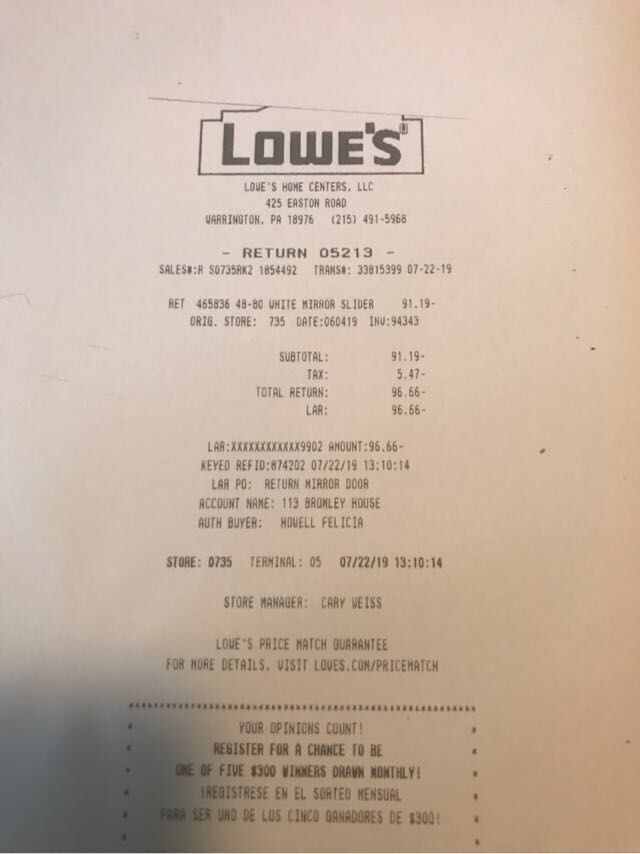 LOWE'S®
LOWE'S HOME CENTERS, LLC
425 EASTON ROAD
WARRINGTON, PA 18976 (215) 491-5968
- RETURN 05213 -
SALES#:R S0735RK2 1854492 TRANS#: 33815399 07-22-19
RET 465836 48-80 WHITE MIRROR SLIDER 91.19-
ORIG. STORE: 735 DATE:060419 INV:94343
SUBTOTAL: 91.19-
TAX: 5.47-
TOTAL RETURN: 96.66-
LAR: 96.66-
LAR:XXXXXXXXXXXX9902 AMOUNT:96.66-
KEYED REFID:874202 07/22/19 13:10:14
LAR PO: RETURN MIRROR DOOR
ACCOUNT NAME: 113 BROMLEY HOUSE
AUTH BUYER: HOWELL FELICIA
STORE: 0735 TERMINAL: 05 07/22/19 13:10:14
STORE MANAGER: CARY WEISS
LOWE'S PRICE MATCH GUARANTEE
FOR MORE DETAILS, VISIT LOWES.COM/PRICEMATCH
YOUR OPINIONS COUNT!
REGISTER FOR A CHANCE TO BE
ONE OF FIVE $300 WINNERS DRAWN MONTHLY!
¡REGISTRESE EN EL SORTEO MENSUAL
PARA SER UNO DE LOS CINCO GANADORES DE $300!